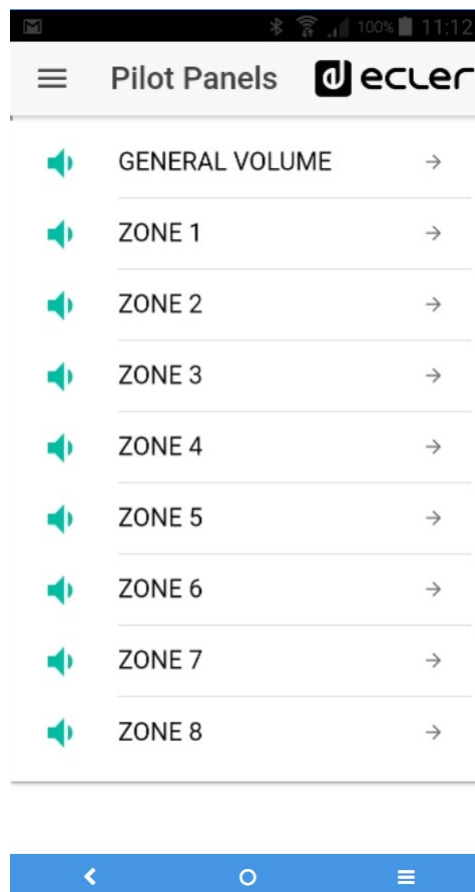 100% 11:12
Pilot Panels ecler
GENERAL VOLUME
ZONE 1
ZONE 2
ZONE 3
ZONE 4
ZONE 5
ZONE 6
ZONE 7
ZONE 8